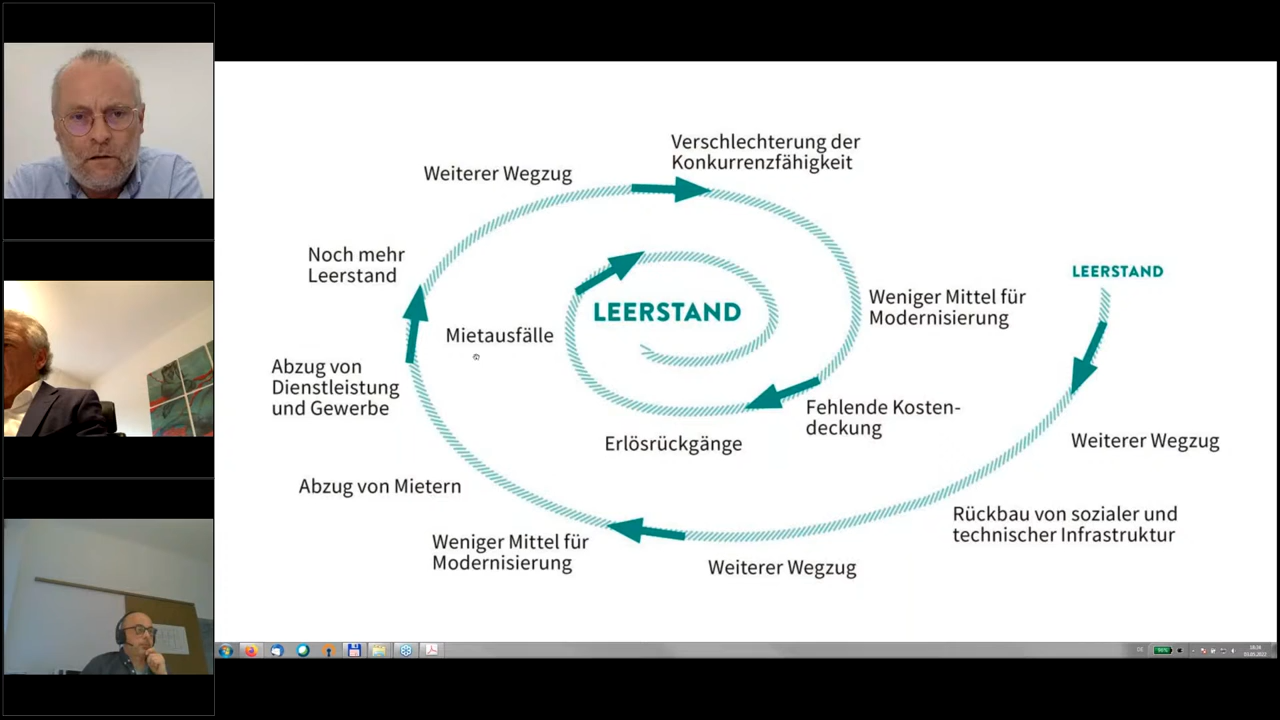 Verschlechterung der
Konkurrenzfähigkeit
Weiterer Wegzug
Noch mehr
Leerstand
LEERSTAND
Weniger Mittel für
Modernisierung
LEERSTAND
Mietausfälle
Abzug von
Dienstleistung
und Gewerbe
Fehlende Kosten-
deckung
Erlösrückgänge
Weiterer Wegzug
Abzug von Mietern
Rückbau von sozialer und
technischer Infrastruktur
Weniger Mittel für
Modernisierung
Weiterer Wegzug
DE